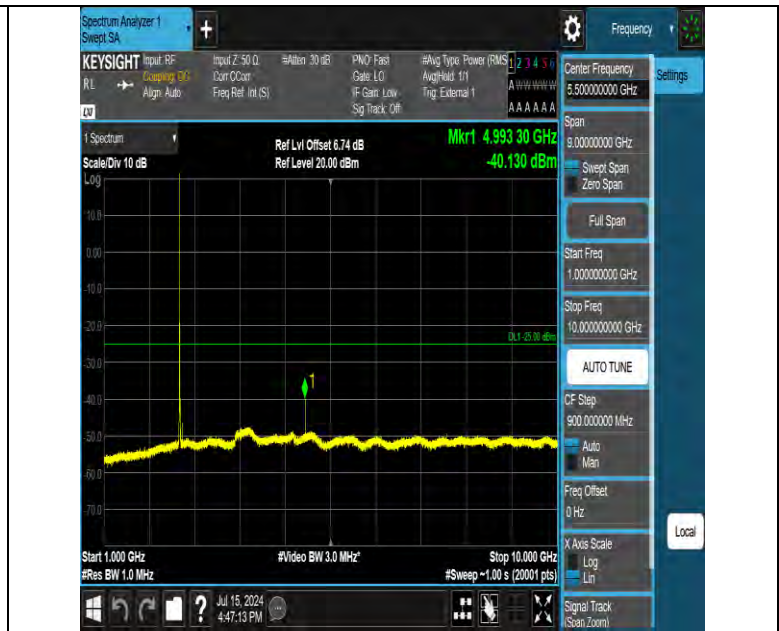 Spectrum Analyzer 1
Swept SA
+
Frequency
KEYSIGHT
RL
Input: RF
Coupling: DC
Align: Auto
Input Z: 50 Ω
Corr CCorr
Freq Ref: Int (S)
#Atten: 30 dB
PNO: Fast
Gate: LO
IF Gain: Low
Sig Track: Off
#Avg Type: Power (RMS
Avg|Hold: 1/1
Trig: External 1
1 2 3 4 5 6
A W W W W W
A A A A A A
LXI
1 Spectrum
Scale/Div 10 dB
Log
Ref Lvl Offset 6.74 dB
Ref Level 20.00 dBm
Mkr1 4.993 30 GHz
-40.130 dBm
10.0
0.00
-10.0
-20.0
-30.0
-40.0
-50.0
-60.0
-70.0
DL1 -25.00 dBm
1
Start 1.000 GHz
#Res BW 1.0 MHz
#Video BW 3.0 MHz*
Stop 10.000 GHz
#Sweep ~1.00 s (20001 pts)
?
Jul 15, 2024
4:47:13 PM
Center Frequency
5.50000000 GHz
Settings
Span
9.00000000 GHz
Swept Span
Zero Span
Full Span
Start Freq
1.000000000 GHz
Stop Freq
10.000000000 GHz
AUTO TUNE
CF Step
900.000000 MHz
Auto
Man
Freq Offset
0 Hz
X Axis Scale
Log
Lin
Local
Signal Track
(Span Zoom)